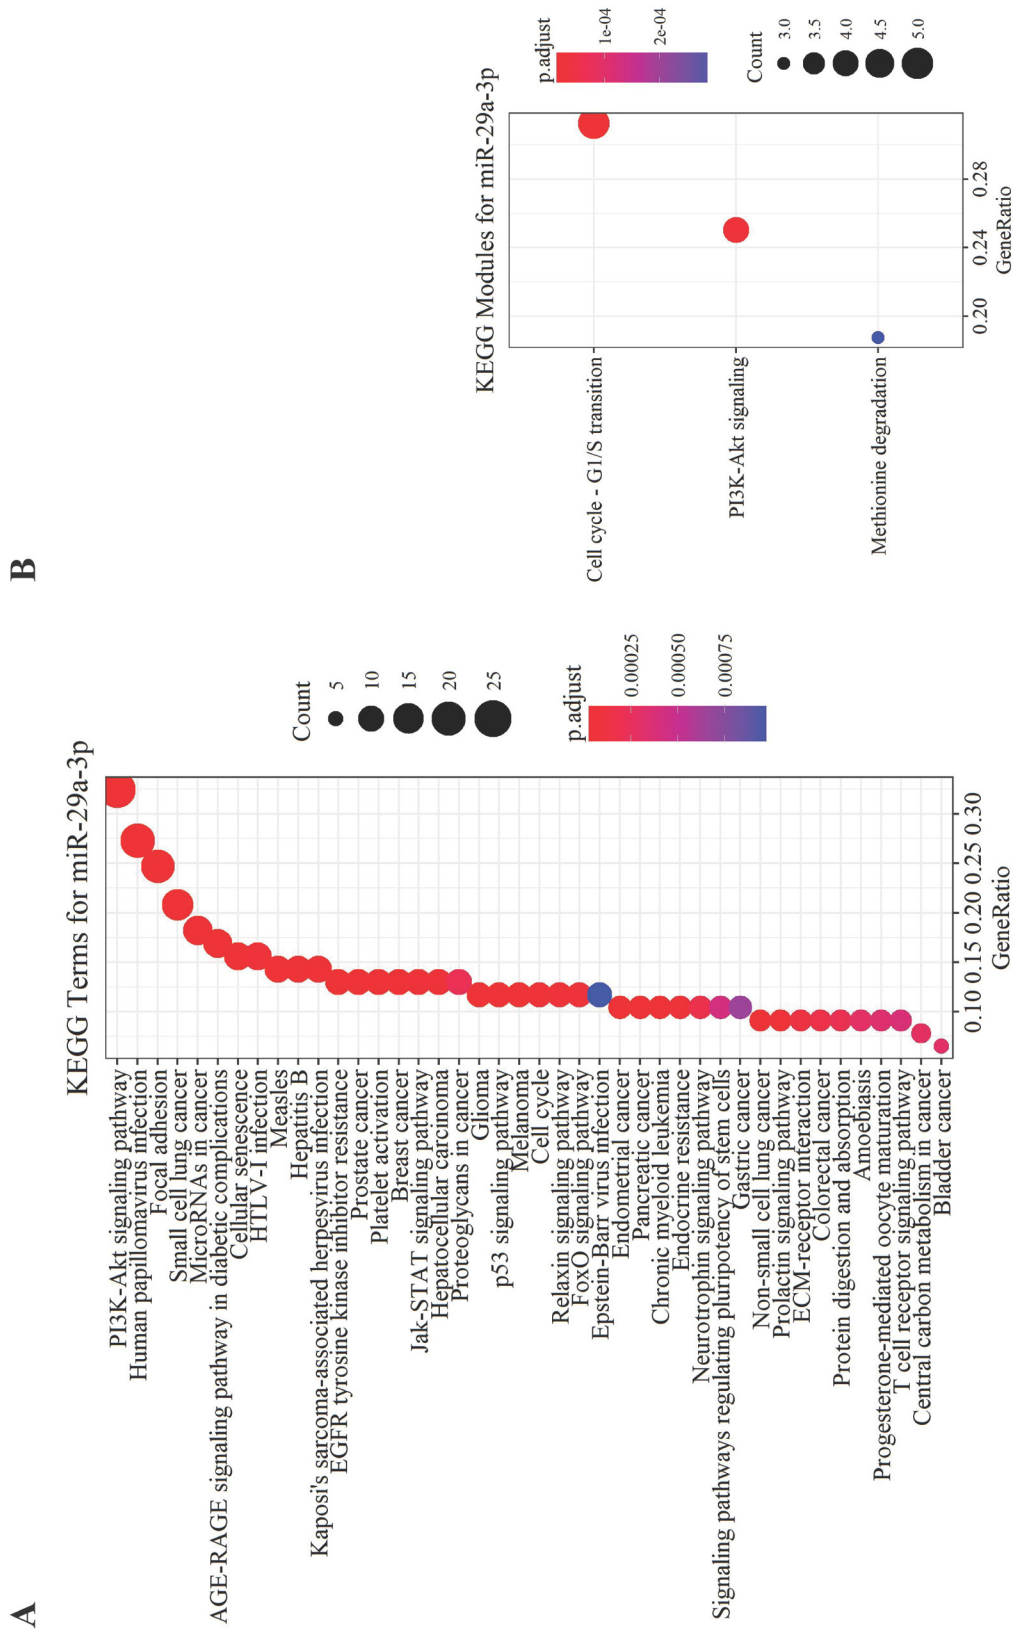 A
KEGG Terms for miR-29a-3p
PI3K-Akt signaling pathway
Human papillomavirus infection
Focal adhesion
Small cell lung cancer
MicroRNAs in cancer
AGE-RAGE signaling pathway in diabetic complications
Cellular senescence
HTLV-I infection
Measles
Hepatitis B
Kaposi's sarcoma-associated herpesvirus infection
EGFR tyrosine kinase inhibitor resistance
Prostate cancer
Platelet activation
Breast cancer
Jak-STAT signaling pathway
Hepatocellular carcinoma
Proteoglycans in cancer
Glioma
p53 signaling pathway
Melanoma
Cell cycle
Relaxin signaling pathway
FoxO signaling pathway
Epstein-Barr virus infection
Endometrial cancer
Pancreatic cancer
Chronic myeloid leukemia
Endocrine resistance
Neurotrophin signaling pathway
Signaling pathways regulating pluripotency of stem cells
Gastric cancer
Non-small cell lung cancer
Prolactin signaling pathway
ECM-receptor interaction
Colorectal cancer
Protein digestion and absorption
Amoebiasis
Progesterone-mediated oocyte maturation
T cell receptor signaling pathway
Central carbon metabolism in cancer
Bladder cancer
0.10 0.15 0.20 0.25 0.30
GeneRatio
Count
5
10
15
20
25
p.adjust
0.00025
0.00050
0.00075
B
KEGG Modules for miR-29a-3p
Cell cycle - G1/S transition
PI3K-Akt signaling
Methionine degradation
0.20 0.24 0.28
GeneRatio
p.adjust
1e-04
2e-04
Count
3.0
3.5
4.0
4.5
5.0